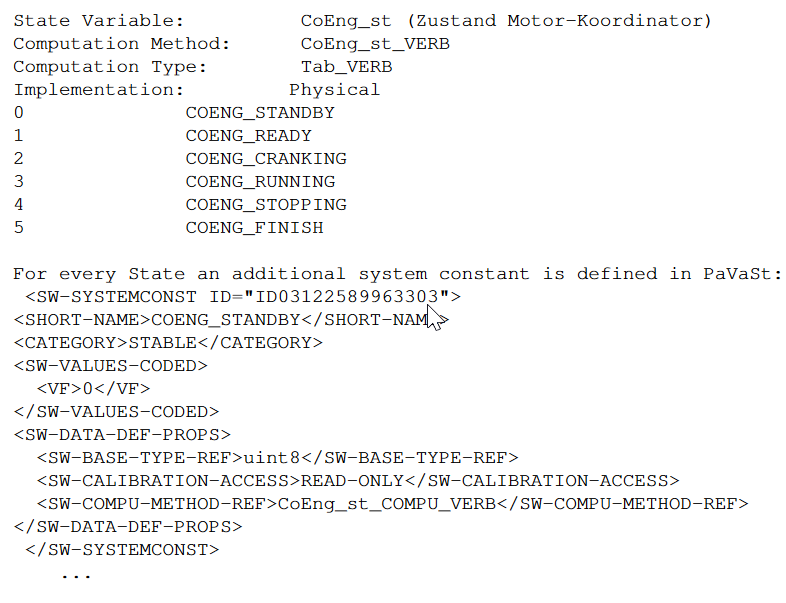 State Variable: CoEng_st (Zustand Motor-Koordinator)
Computation Method: CoEng_st_VERB
Computation Type: Tab_VERB
Implementation: Physical
0 COENG_STANDBY
1 COENG_READY
2 COENG_CRANKING
3 COENG_RUNNING
4 COENG_STOPPING
5 COENG_FINISH
For every State an additional system constant is defined in PaVaSt:
<SW-SYSTEMCONST ID="ID03122589963303">
<SHORT-NAME>COENG_STANDBY</SHORT-NAM>
<CATEGORY>STABLE</CATEGORY>
<SW-VALUES-CODED>
<VF>0</VF>
</SW-VALUES-CODED>
<SW-DATA-DEF-PROPS>
<SW-BASE-TYPE-REF>uint8</SW-BASE-TYPE-REF>
<SW-CALIBRATION-ACCESS>READ-ONLY</SW-CALIBRATION-ACCESS>
<SW-COMPU-METHOD-REF>CoEng_st_COMPU_VERB</SW-COMPU-METHOD-REF>
</SW-DATA-DEF-PROPS>
</SW-SYSTEMCONST>
...